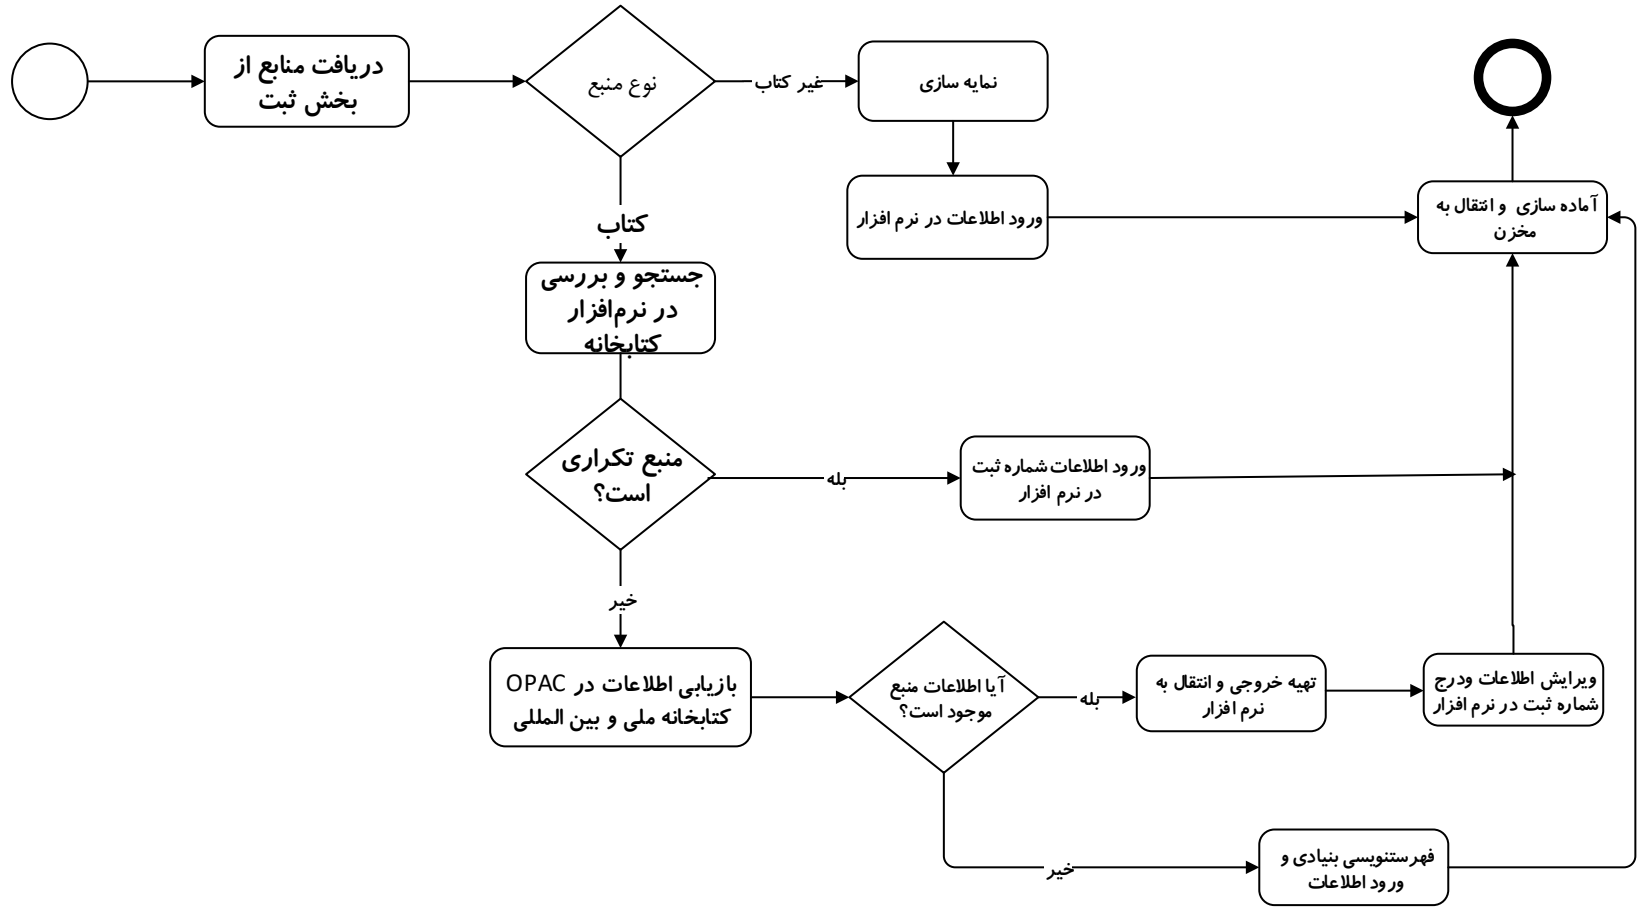 دریافت منابع از
بخش ثبت
نوع منبع
غیر کتاب
نمایه سازی
ورود اطلاعات در نرم افزار
آماده سازی و انتقال به
مخزن
کتاب
جستجو و بررسی
در نرم‌افزار
کتابخانه
منبع تکراری
است؟
بله
ورود اطلاعات شماره ثبت
در نرم افزار
خیر
بازیابی اطلاعات در OPAC
کتابخانه ملی و بین المللی
آیا اطلاعات منبع
موجود است؟
بله
تهیه خروجی و انتقال به
نرم افزار
ویرایش اطلاعات ودرج
شماره ثبت در نرم افزار
خیر
فهرستنویسی بنیادی و
ورود اطلاعات